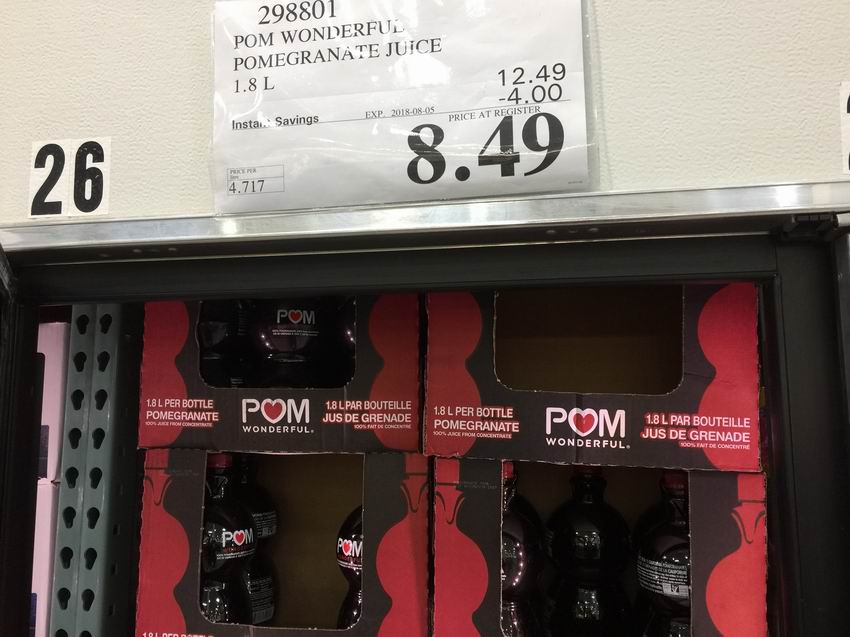 298801
POM WONDERFUL
POMEGRANATE JUICE
1.8 L
12.49
-4.00
Instant Savings
EXP. 2018-08-05
PRICE AT REGISTER
8.49
PRICE PER
4.717
26
POM
1.8 L PER BOTTLE
POMEGRANATE
100% JUICE FROM CONCENTRATE
POM
WONDERFUL®
1.8 L PAR BOUTEILLE
JUS DE GRENADE
100% FAIT DE CONCENTRÉ
1.8 L PER BOTTLE
POMEGRANATE
100% JUICE FROM CONCENTRATE
POM
WONDERFUL®
1.8 L PAR BOUTEILLE
JUS DE GRENADE
100% FAIT DE CONCENTRÉ
POM
POM